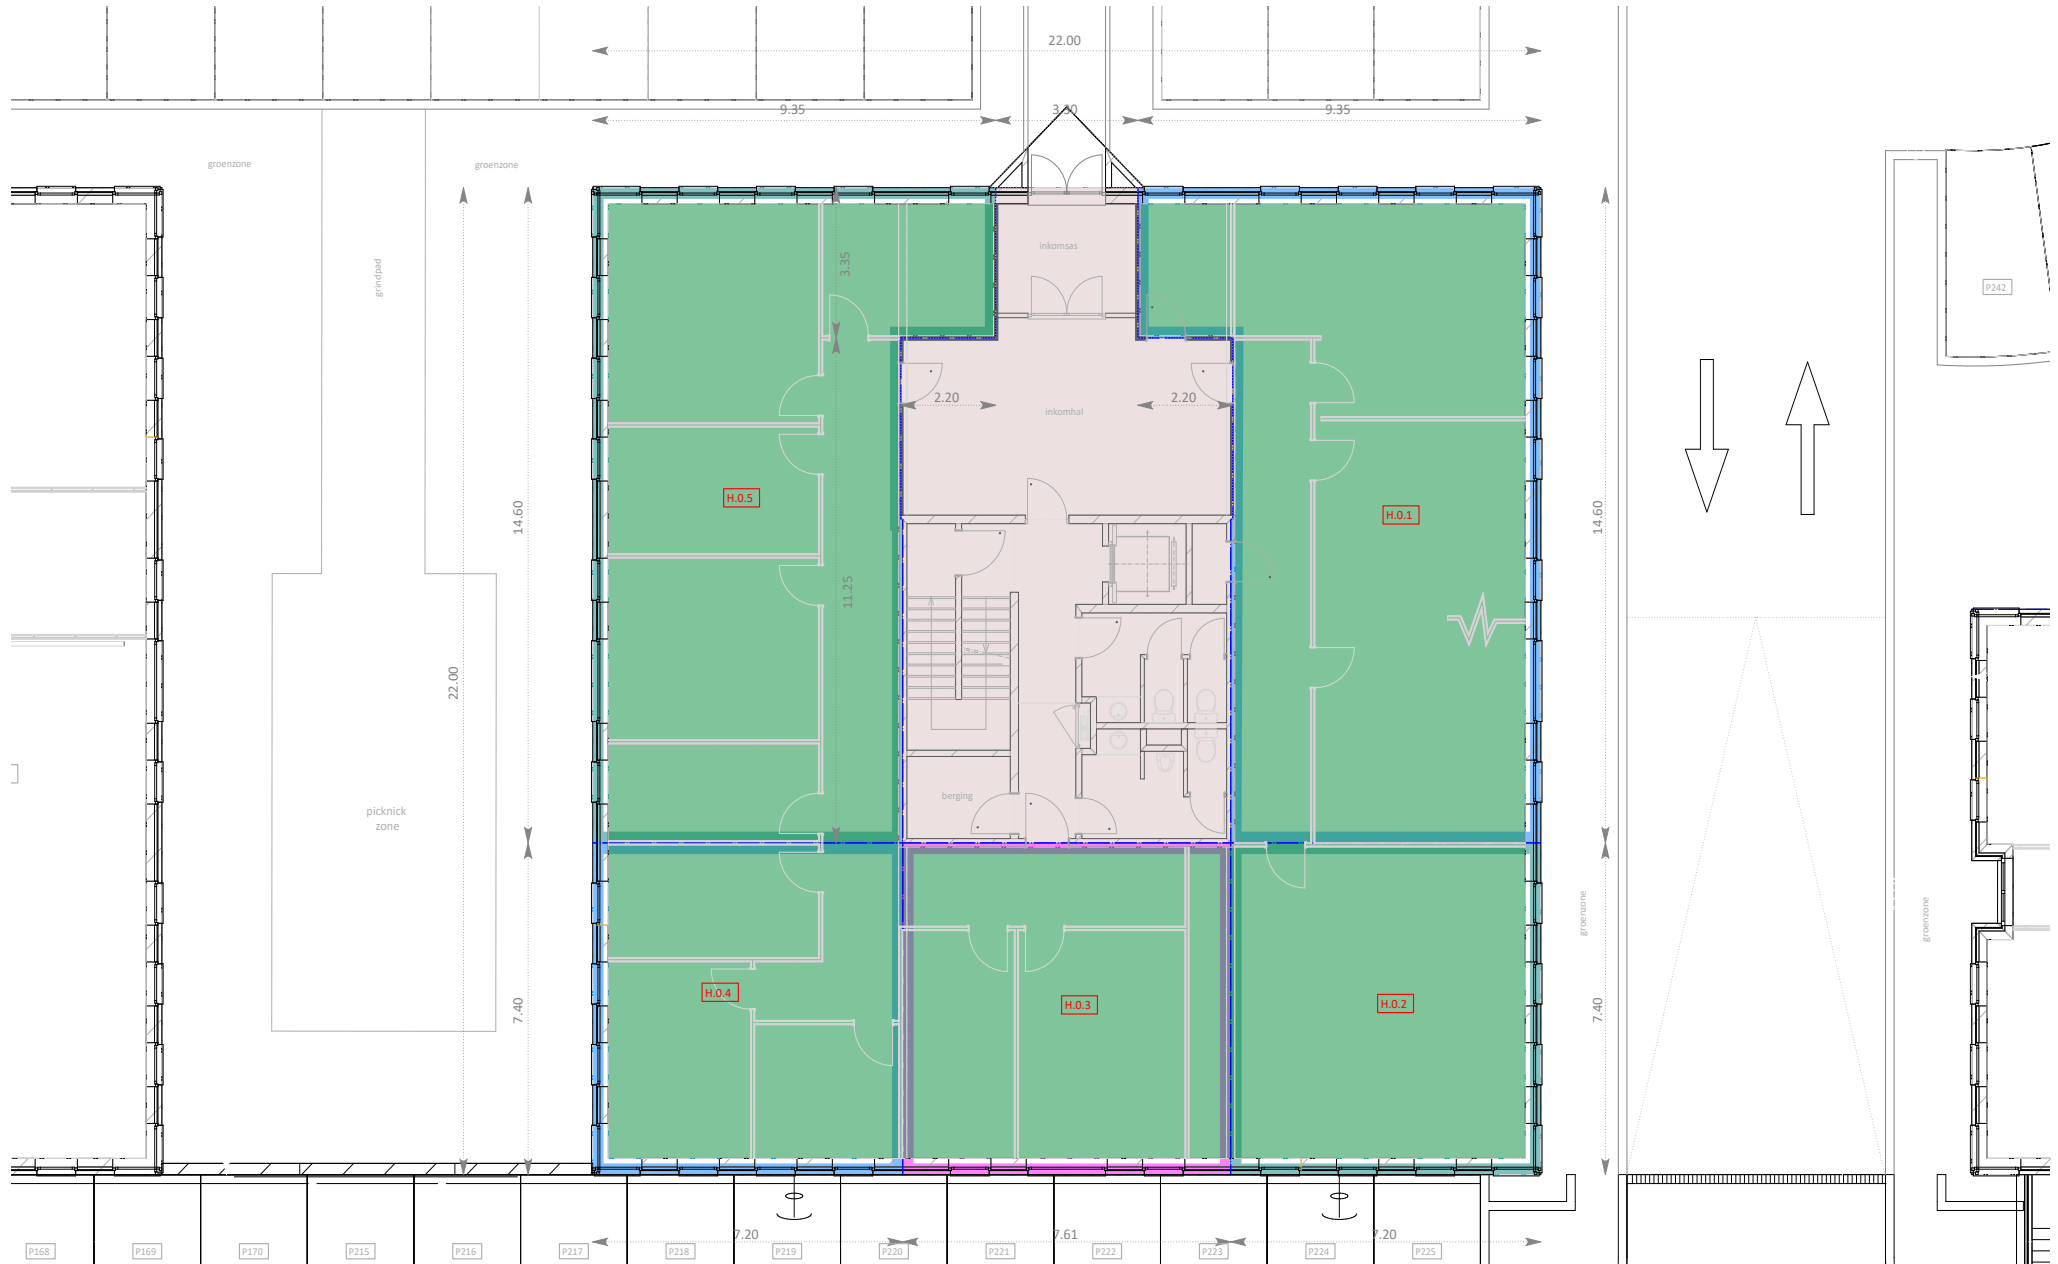 22.00
9.35
3.30
9.35
groenzone
groenzone
inkomsas
grindpad
3.35
P242
2.20
2.20
inkomhal
H.0.5
H.0.1
14.60
14.60
11.25
22.00
picknick
zone
berging
groenzone
groenzone
H.0.4
H.0.3
H.0.2
7.40
7.40
7.20
7.61
7.20
P168
P169
P170
P215
P216
P217
P218
P219
P220
P221
P222
P223
P224
P225